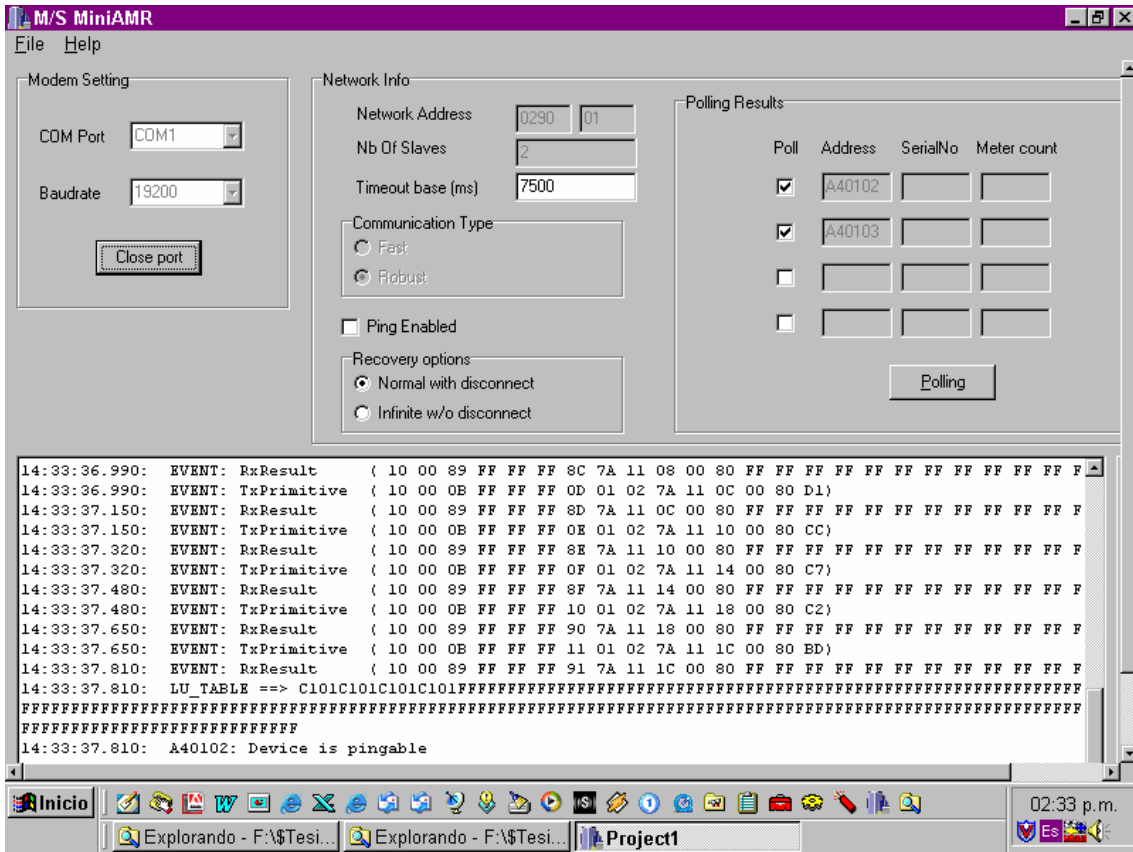 M/S MiniAMR
File Help
Modem Setting
COM Port COM1
Baudrate 19200
Close port
Network Info
Network Address 0290 01
Nb Of Slaves 2
Timeout base (ms) 7500
Communication Type
Fast
Robust
Ping Enabled
Recovery options
Normal with disconnect
Infinite w/o disconnect
Polling Results
Poll Address SerialNo Meter count
A40102
A40103
Polling
14:33:36.990: EVENT: RxResult ( 10 00 89 FF FF FF 8C 7A 11 08 00 80 FF FF FF FF FF FF FF FF FF F
14:33:36.990: EVENT: TxPrimitive ( 10 00 0B FF FF FF 0D 01 02 7A 11 0C 00 80 D1)
14:33:37.150: EVENT: RxResult ( 10 00 89 FF FF FF 8D 7A 11 0C 00 80 FF FF FF FF FF FF FF FF FF F
14:33:37.150: EVENT: TxPrimitive ( 10 00 0B FF FF FF 0E 01 02 7A 11 10 00 80 CC)
14:33:37.320: EVENT: RxResult ( 10 00 89 FF FF FF 8E 7A 11 10 00 80 FF FF FF FF FF FF FF FF FF F
14:33:37.320: EVENT: TxPrimitive ( 10 00 0B FF FF FF 0F 01 02 7A 11 14 00 80 C7)
14:33:37.480: EVENT: RxResult ( 10 00 89 FF FF FF 8F 7A 11 14 00 80 FF FF FF FF FF FF FF FF FF F
14:33:37.480: EVENT: TxPrimitive ( 10 00 0B FF FF FF 10 01 02 7A 11 18 00 80 C2)
14:33:37.650: EVENT: RxResult ( 10 00 89 FF FF FF 90 7A 11 18 00 80 FF FF FF FF FF FF FF FF FF F
14:33:37.650: EVENT: TxPrimitive ( 10 00 0B FF FF FF 11 01 02 7A 11 1C 00 80 BD)
14:33:37.810: EVENT: RxResult ( 10 00 89 FF FF FF 91 7A 11 1C 00 80 FF FF FF FF FF FF FF FF FF F
14:33:37.810: LU_TABLE ==> C101C101C101C101FFFFFFFFFFFFFFFFFFFFFFFFFFFFFFFFFFFFFFFFFFFFFFFFFFFFFFFFFFFFFFFF
FFFFFFFFFFFFFFFFFFFFFFFFFFFFFFFFFFFFFFFFFFFFFFFFFFFFFFFFFFFFFFFFFFFFFFFFFFFFFFFFFFFFFFFFFFFFFFFFFFFFFFFFFFFF
FFFFFFFFFFFFFFFFFFFFFFFFFFFF
14:33:37.810: A40102: Device is pingable
Inicio
02:33 p.m.
Explorando - F:\$Tesi...
Explorando - F:\$Tesi...
Project1
Es